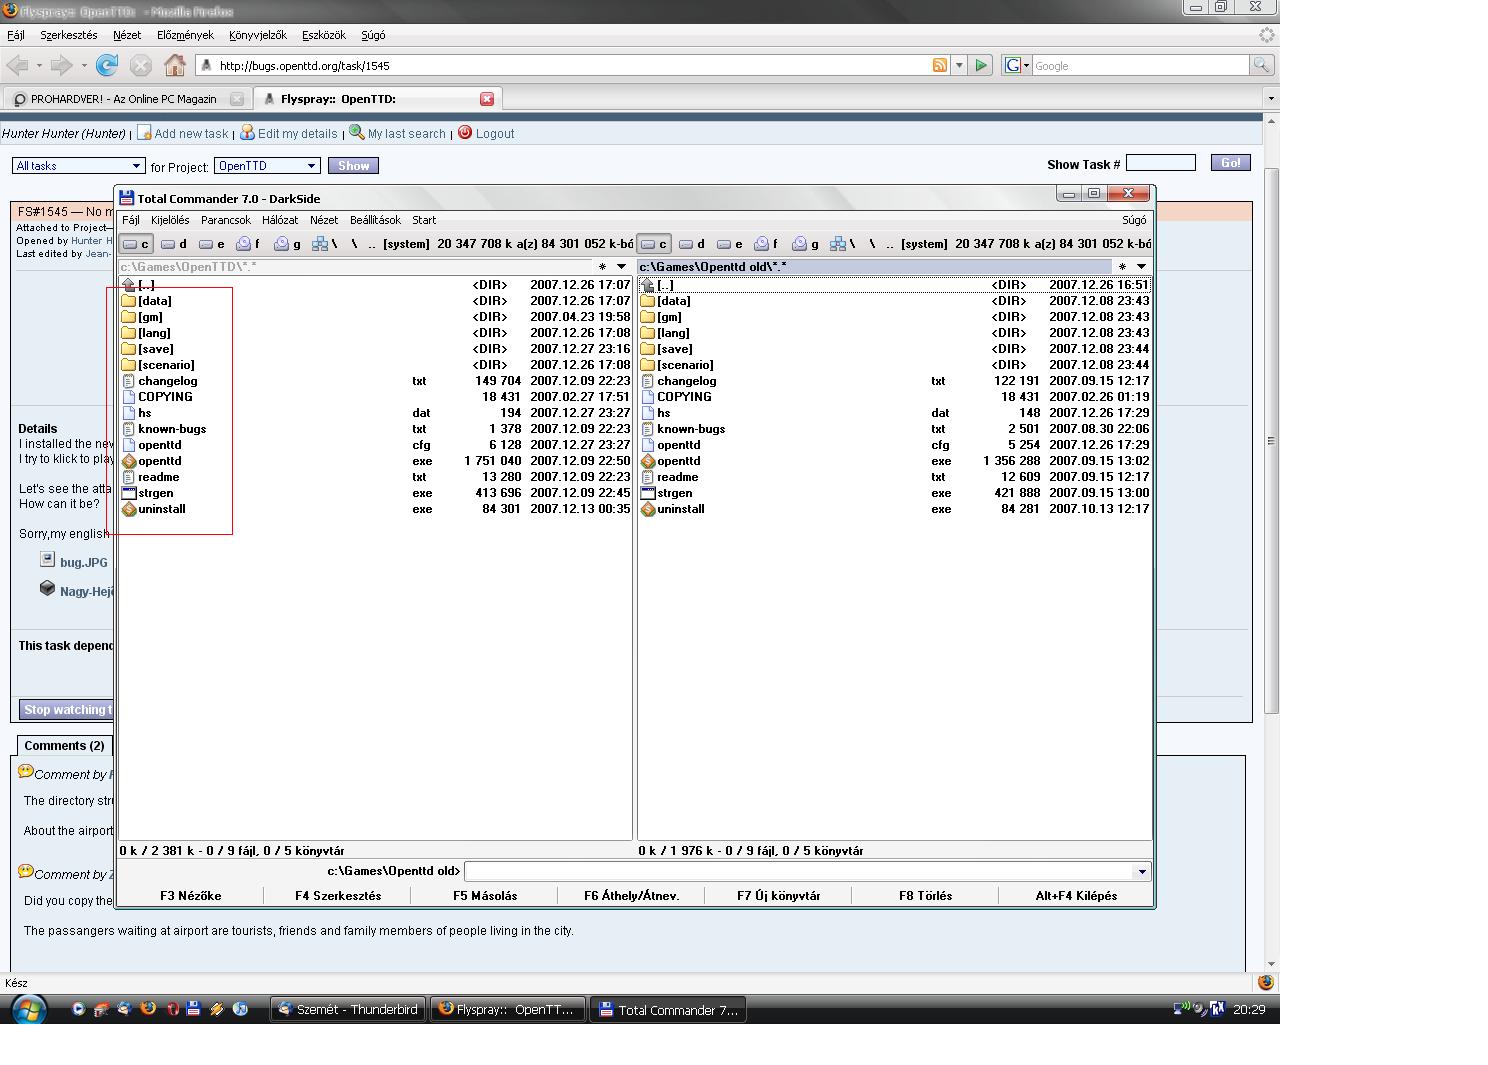 Flyspray:: OpenTTD: - Mozilla Firefox
Fájl Szerkesztés Nézet Előzmények Könyvjelzők Eszközök Súgó
http://bugs.openttd.org/task/1545 Google
PROHARDVER! - Az Online PC Magazin Flyspray:: OpenTTD:
Hunter Hunter (Hunter) | Add new task | Edit my details | My last search | Logout
All tasks for Project: OpenTTD Show Show Task # Go!
Total Commander 7.0 - DarkSide
FS#1545 — No m
Fájl Kijelölés Parancsok Hálózat Nézet Beállítások Start Súgó
Attached to Project—
Opened by Hunter H
Last edited by Jean-
c d e f g \ \ .. [system] 20 347 708 k a(z) 84 301 052 k-bá c d e f g \ \ .. [system] 20 347 708 k a(z) 84 301 052 k-bá
c:\Games\OpenTTD\*.* * c:\Games\Openttd old\*.* *
[..] <DIR> 2007.12.26 17:07 [..] <DIR> 2007.12.26 16:51
[data] <DIR> 2007.12.26 17:07 [data] <DIR> 2007.12.08 23:43
[gm] <DIR> 2007.04.23 19:58 [gm] <DIR> 2007.12.08 23:43
[lang] <DIR> 2007.12.26 17:08 [lang] <DIR> 2007.12.08 23:43
[save] <DIR> 2007.12.27 23:16 [save] <DIR> 2007.12.08 23:44
[scenario] <DIR> 2007.12.26 17:08 [scenario] <DIR> 2007.12.08 23:44
changelog txt 149 704 2007.12.09 22:23 changelog txt 122 191 2007.09.15 12:17
COPYING 18 431 2007.02.27 17:51 COPYING 18 431 2007.02.26 01:19
hs dat 194 2007.12.27 23:27 hs dat 148 2007.12.26 17:29
known-bugs txt 1 378 2007.12.09 22:23 known-bugs txt 2 501 2007.08.30 22:06
openttd cfg 6 128 2007.12.27 23:27 openttd cfg 5 254 2007.12.26 17:29
openttd exe 1 751 040 2007.12.09 22:50 openttd exe 1 356 288 2007.09.15 13:02
readme txt 13 280 2007.12.09 22:23 readme txt 12 609 2007.09.15 12:17
strgen exe 413 696 2007.12.09 22:45 strgen exe 421 888 2007.09.15 13:00
uninstall exe 84 301 2007.12.13 00:35 uninstall exe 84 281 2007.10.13 12:17
Details
I installed the nev
I try to klick to play
Let's see the atta
How can it be?
Sorry,my english
bug.JPG
Nagy-Hejő
This task depend
Stop watching t
Comments (2)
Comment by
The directory stru
About the airport
0 k / 2 381 k - 0 / 9 fájl, 0 / 5 könyvtár 0 k / 1 976 k - 0 / 9 fájl, 0 / 5 könyvtár
c:\Games\Openttd old>
Comment by Z
F3 Nézőke F4 Szerkesztés F5 Másolás F6 Áthely/Átnev. F7 Új könyvtár F8 Törlés Alt+F4 Kilépés
Did you copy the
The passangers waiting at airport are tourists, friends and family members of people living in the city.
Kész
Szemét - Thunderbird Flyspray:: OpenTT... Total Commander 7... 20:29